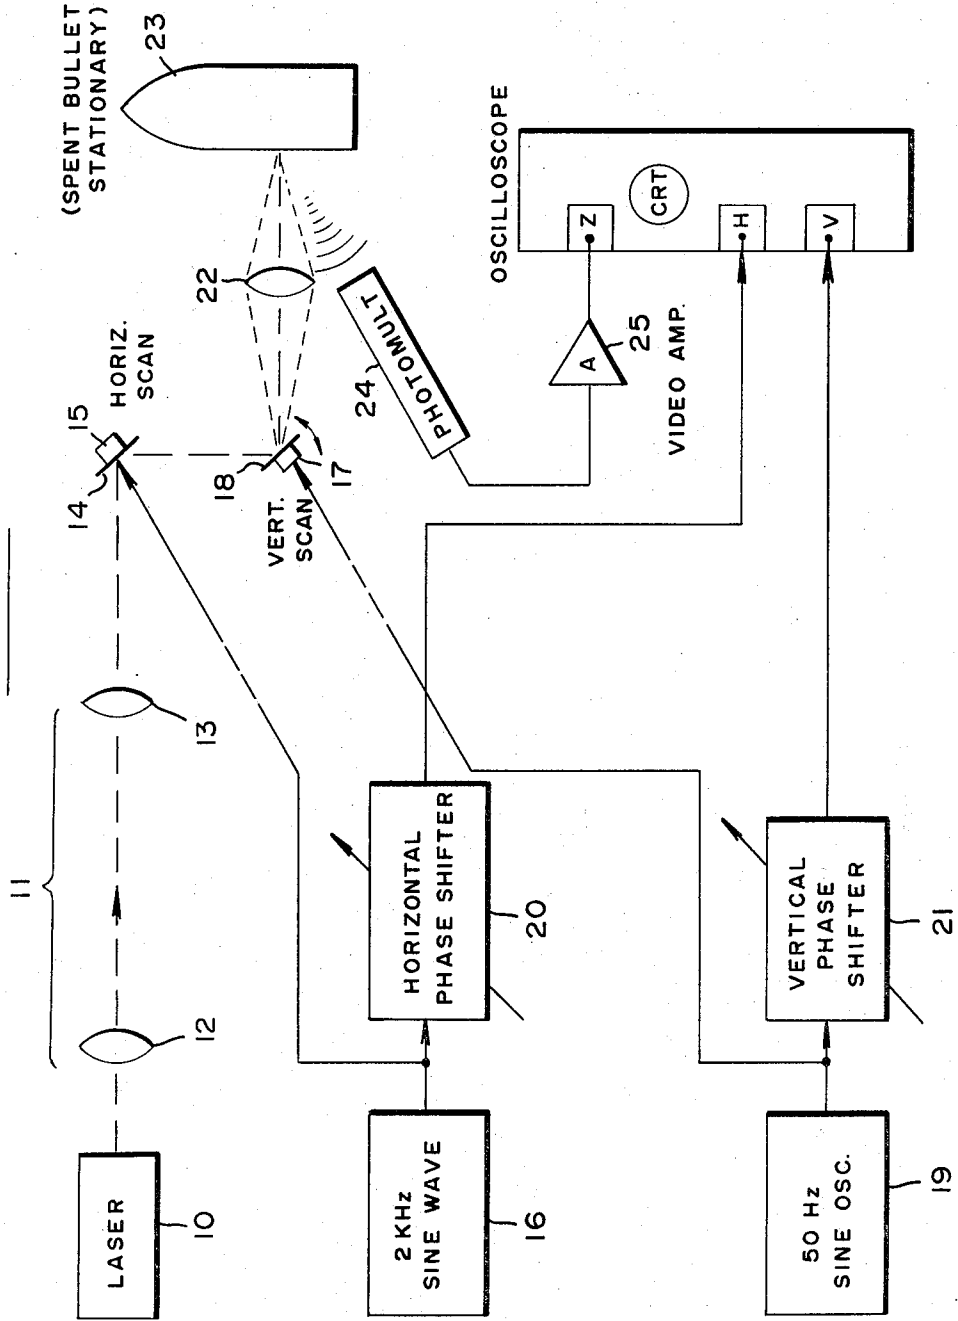 (SPENT BULLET
STATIONARY)
23
HORIZ.
SCAN
15
14
22
18
17
VERT.
SCAN
11
13
12
LASER
10
24
PHOTOMULT
A
25
VIDEO AMP.
OSCILLOSCOPE
Z
CRT
H
V
2 KHz
SINE WAVE
16
HORIZONTAL
PHASE SHIFTER
20
50 Hz
SINE OSC.
19
VERTICAL
PHASE
SHIFTER
21